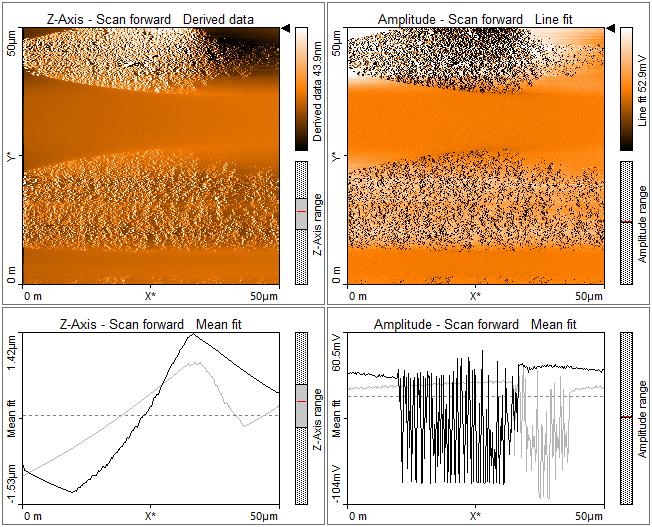 Z-Axis - Scan forward Derived data
50µm
Y*
0 m
0 m X* 50µm
Derived data 43.9nm
Z-Axis range
Amplitude - Scan forward Line fit
50µm
Y*
0 m
0 m X* 50µm
Line fit 52.9mV
Amplitude range
Z-Axis - Scan forward Mean fit
1.42µm
Mean fit
-1.53µm
0 m X* 50µm
Z-Axis range
Amplitude - Scan forward Mean fit
60.5mV
Mean fit
-104mV
0 m X* 50µm
Amplitude range